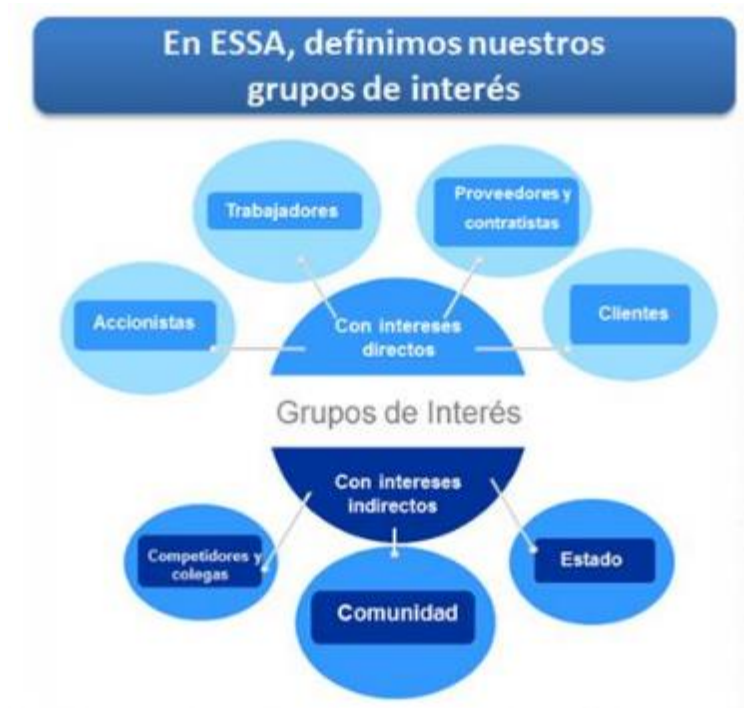 En ESSA, definimos nuestros
grupos de interés
Trabajadores
Proveedores y
contratistas
Accionistas
Con intereses
directos
Clientes
Grupos de Interés
Con intereses
indirectos
Competidores y
colegas
Comunidad
Estado